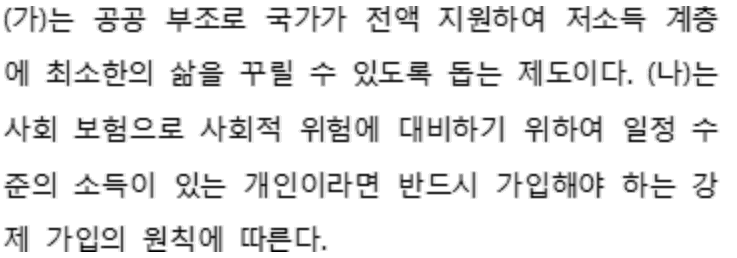 (가)는 공공 부조로 국가가 전액 지원하여 저소득 계층
에 최소한의 삶을 꾸릴 수 있도록 돕는 제도이다. (나)는
사회 보험으로 사회적 위험에 대비하기 위하여 일정 수
준의 소득이 있는 개인이라면 반드시 가입해야 하는 강
제 가입의 원칙에 따른다.